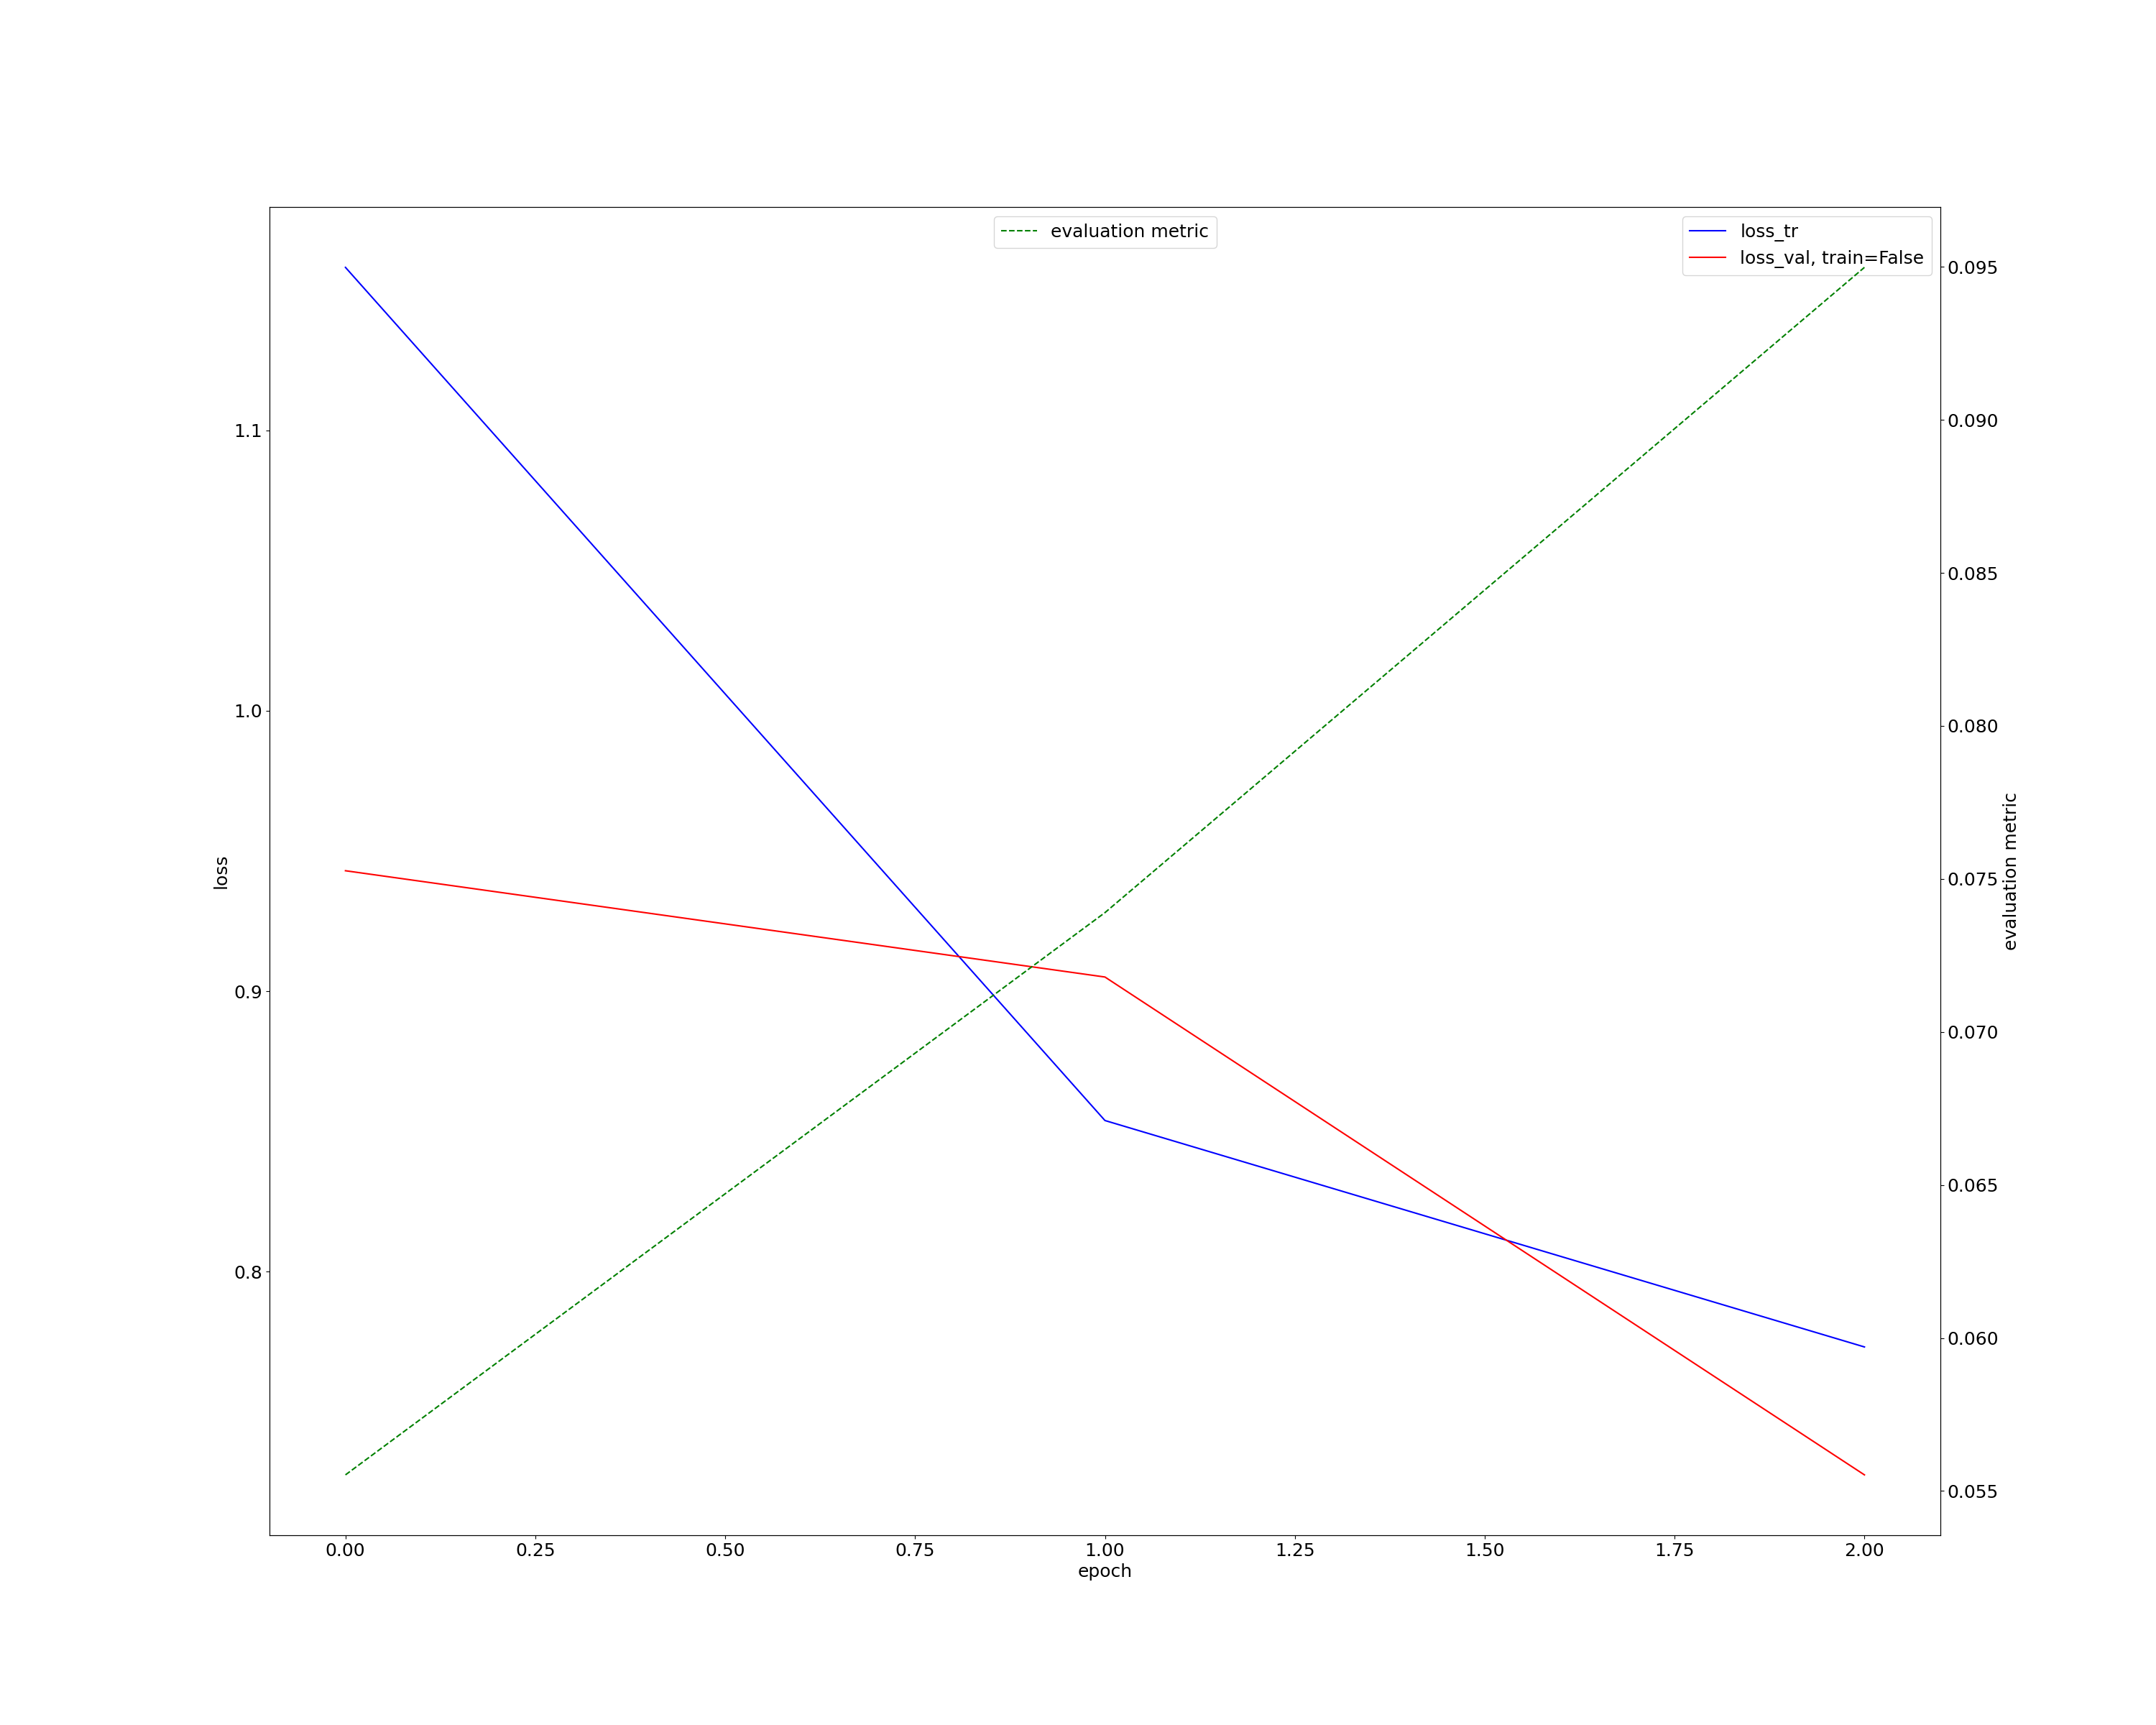 evaluation metric
loss_tr
loss_val, train=False
1.1
1.0
0.9
0.8
loss
0.095
0.090
0.085
0.080
0.075
0.070
0.065
0.060
0.055
evaluation metric
0.00 0.25 0.50 0.75 1.00 1.25 1.50 1.75 2.00
epoch